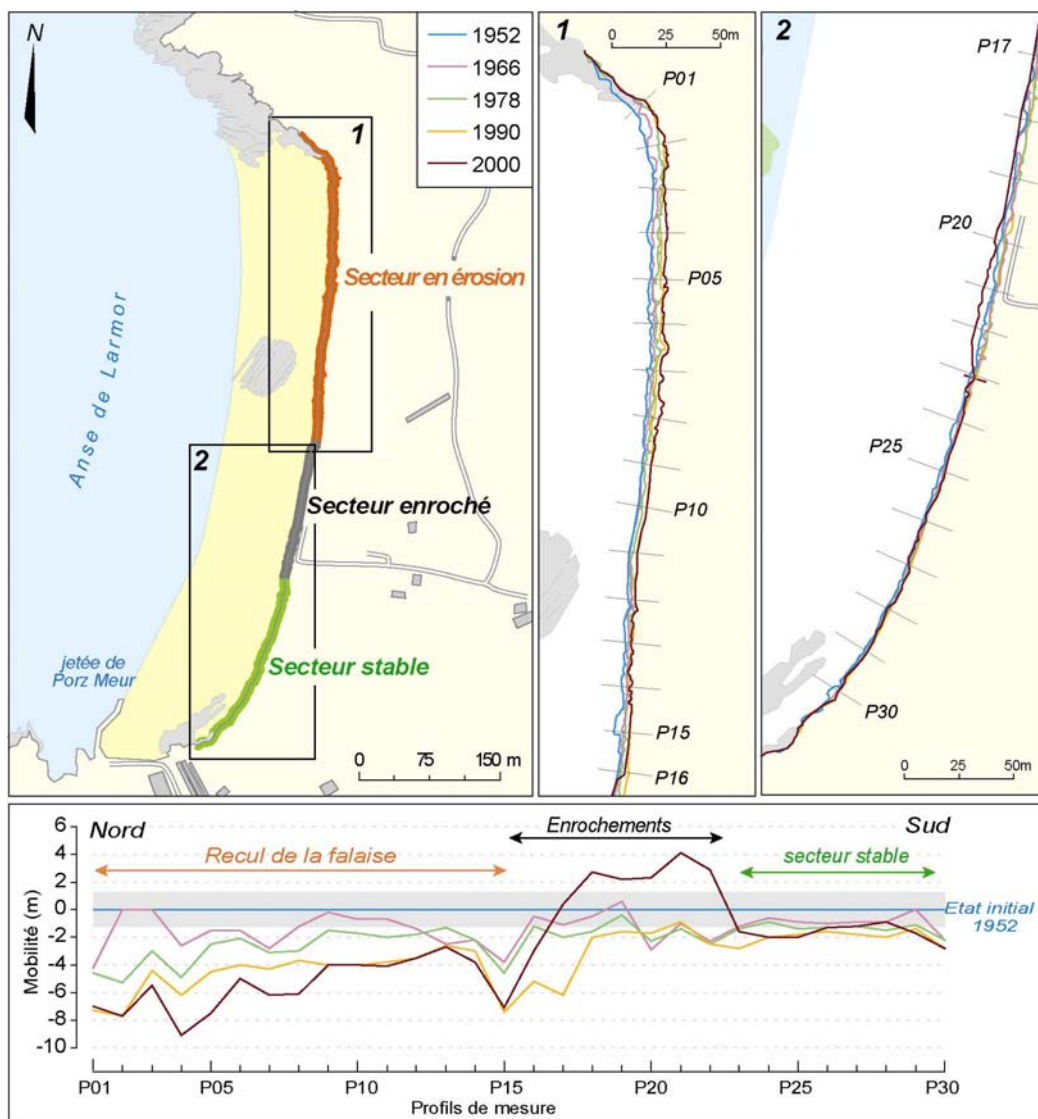 N
1952
1966
1978
1990
2000
1
Secteur en érosion
Anse de Larmor
2
Secteur enroché
jetée de
Porz Meur
Secteur stable
0 75 150 m
1
0 25 50m
P01
P05
P10
P15
P16
2
P17
P20
P25
P30
0 25 50m
Nord
Enrochements
Sud
Recul de la falaise
secteur stable
Etat initial
1952
Mobilité (m)
6
4
2
0
-2
-4
-6
-8
-10
P01 P05 P10 P15 P20 P25 P30
Profils de mesure